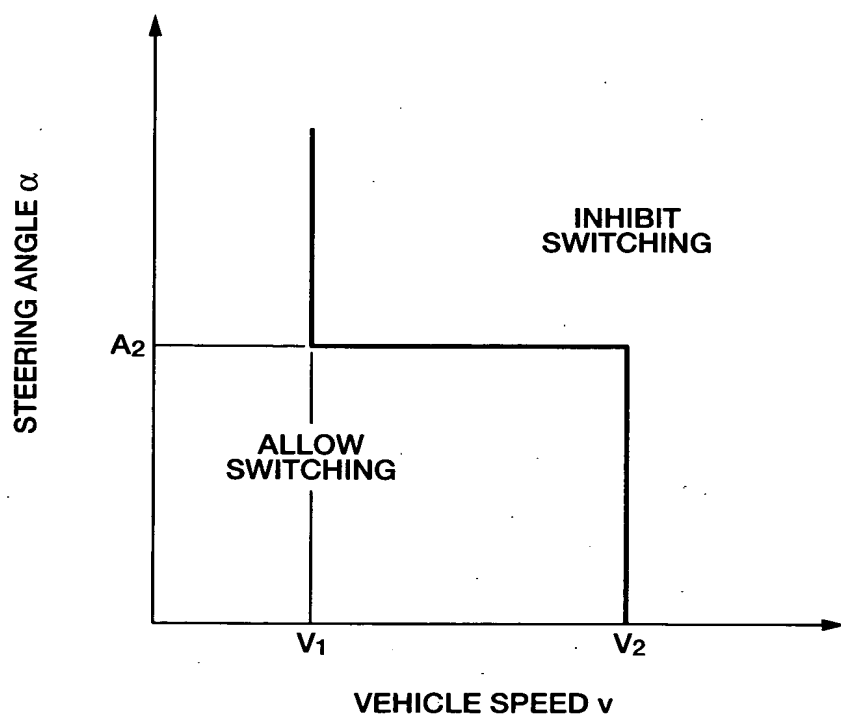 STEERING ANGLE α
INHIBIT
SWITCHING
A2
ALLOW
SWITCHING
V1
V2
VEHICLE SPEED v